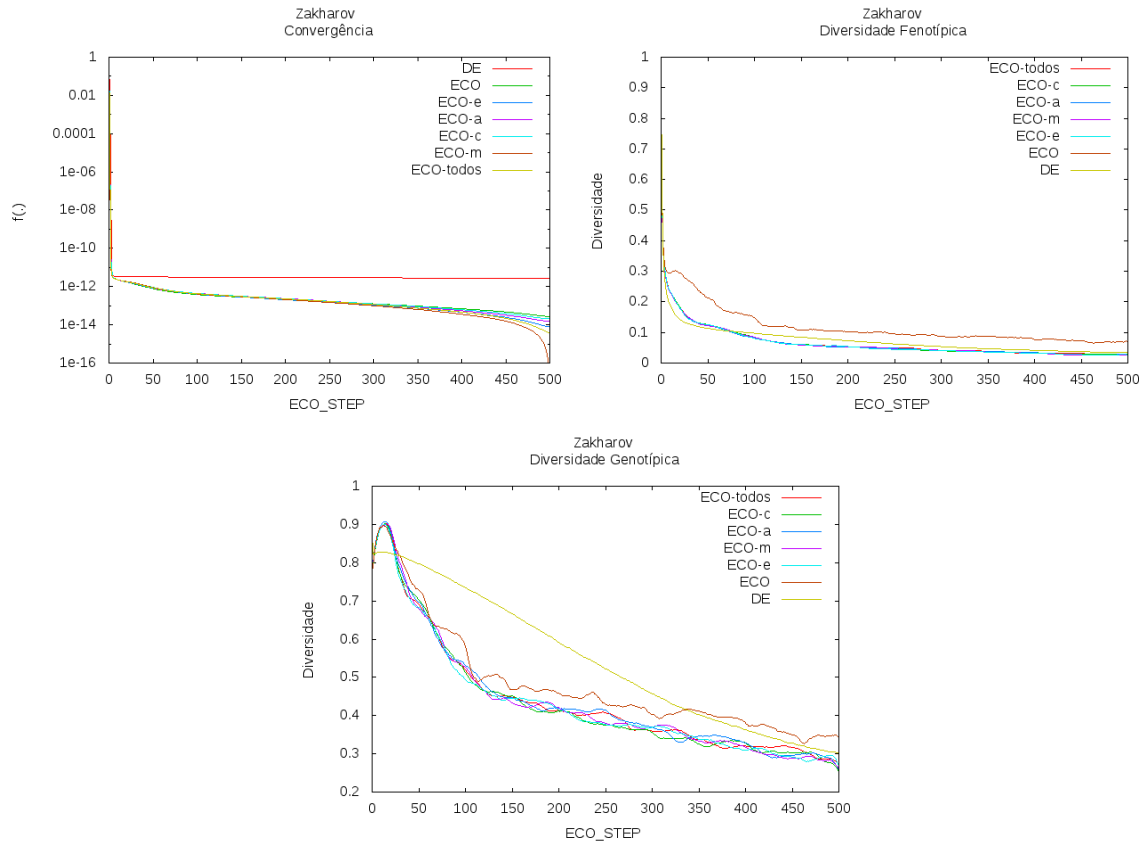 Zakharov
Convergência
1
0.01
0.0001
1e-06
1e-08
1e-10
1e-12
1e-14
1e-16
f(.)
DE
ECO
ECO-e
ECO-a
ECO-c
ECO-m
ECO-todos
0 50 100 150 200 250 300 350 400 450 500
ECO_STEP
Zakharov
Diversidade Fenotípica
1
0.9
0.8
0.7
0.6
0.5
0.4
0.3
0.2
0.1
0
Diversidade
ECO-todos
ECO-c
ECO-a
ECO-m
ECO-e
ECO
DE
0 50 100 150 200 250 300 350 400 450 500
ECO_STEP
Zakharov
Diversidade Genotípica
1
0.9
0.8
0.7
0.6
0.5
0.4
0.3
0.2
Diversidade
ECO-todos
ECO-c
ECO-a
ECO-m
ECO-e
ECO
DE
0 50 100 150 200 250 300 350 400 450 500
ECO_STEP